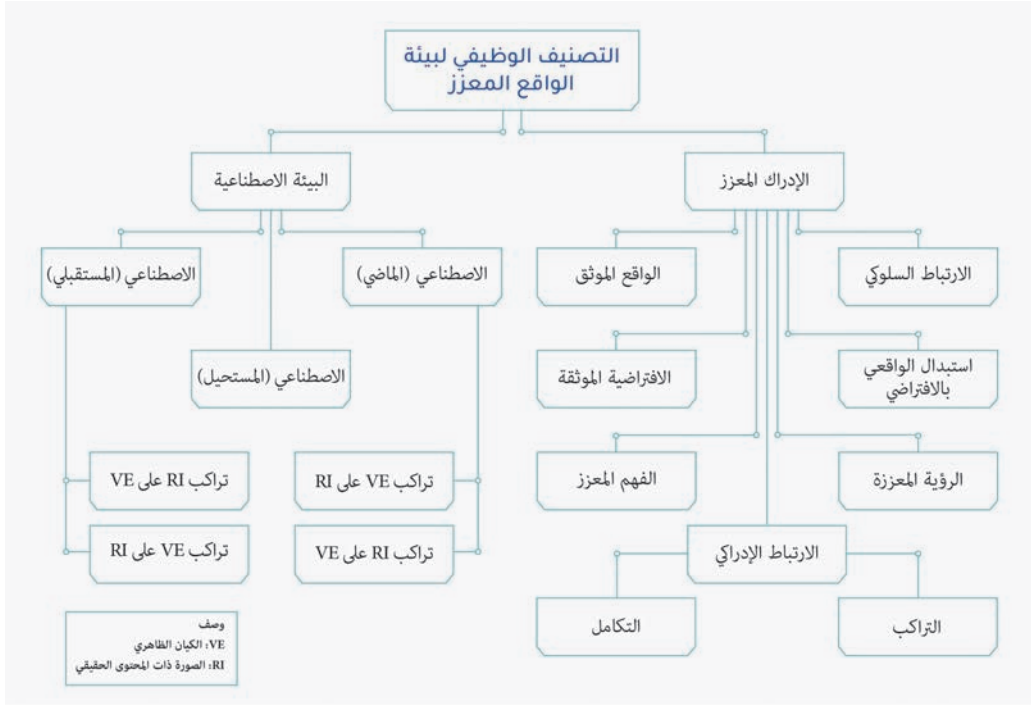 التصنيف الوظيفي لبيئة
الواقع المعزز
الإدراك المعزز
البيئة الاصطناعية
الارتباط السلوكي
الواقع الموثق
الاصطناعي (الماضي)
الاصطناعي (المستقبلي)
استبدال الواقعي
بالافتراضي
الافتراضية الموثقة
الاصطناعي (المستحيل)
الرؤية المعززة
الفهم المعزز
تراكب VE على RI
تراكب RI على VE
الارتباط الإدراكي
تراكب RI على VE
تراكب VE على RI
التراكب
التكامل
وصف
VE: الكيان الظاهري
RI: الصورة ذات المحتوى الحقيقي